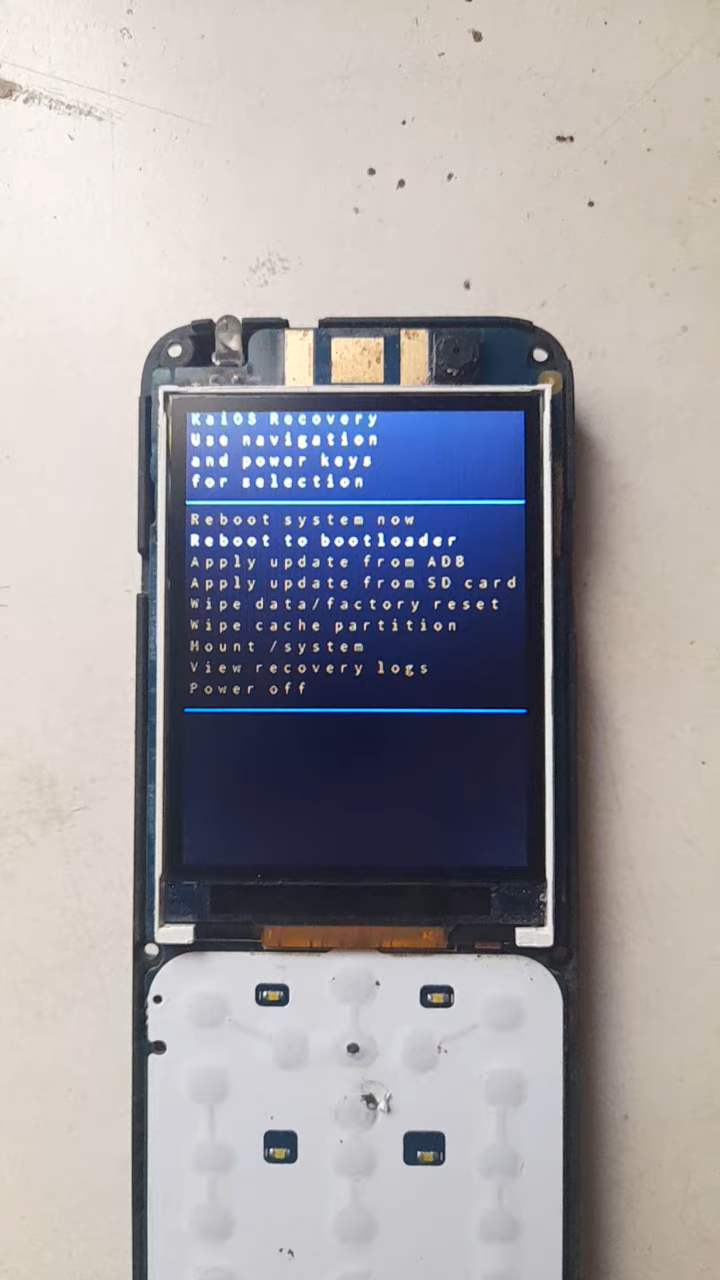 KaiOS Recovery
Use navigation
and power keys
for selection
Reboot system now
Reboot to bootloader
Apply update from ADB
Apply update from SD card
Wipe data/factory reset
Wipe cache partition
Mount /system
View recovery logs
Power off